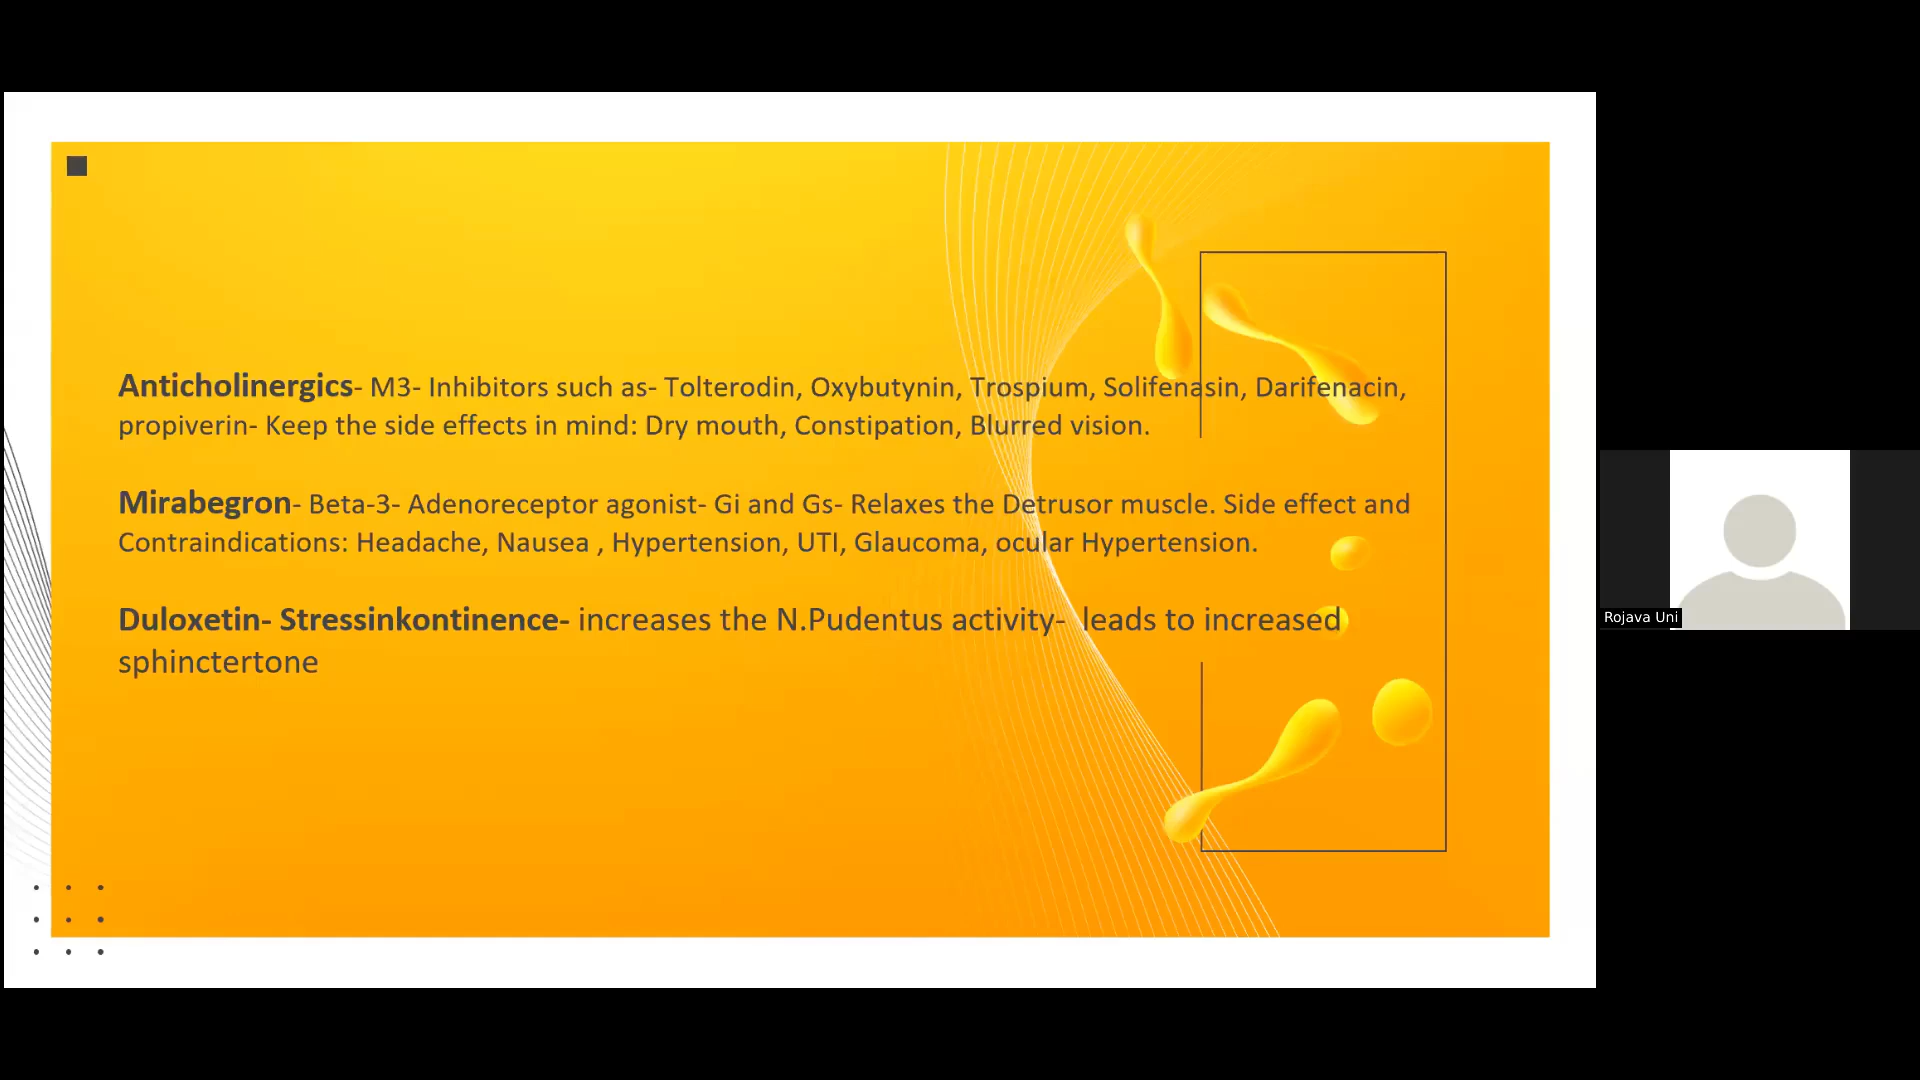 Anticholinergics- M3- Inhibitors such as- Tolterodin, Oxybutynin, Trospium, Solifenasin, Darifenacin,
propiverin- Keep the side effects in mind: Dry mouth, Constipation, Blurred vision.
Mirabegron- Beta-3- Adenoreceptor agonist- Gi and Gs- Relaxes the Detrusor muscle. Side effect and
Contraindications: Headache, Nausea , Hypertension, UTI, Glaucoma, ocular Hypertension.
Duloxetin- Stressinkontinence- increases the N.Pudentus activity-  leads to increased
sphinctertone
Rojava Uni